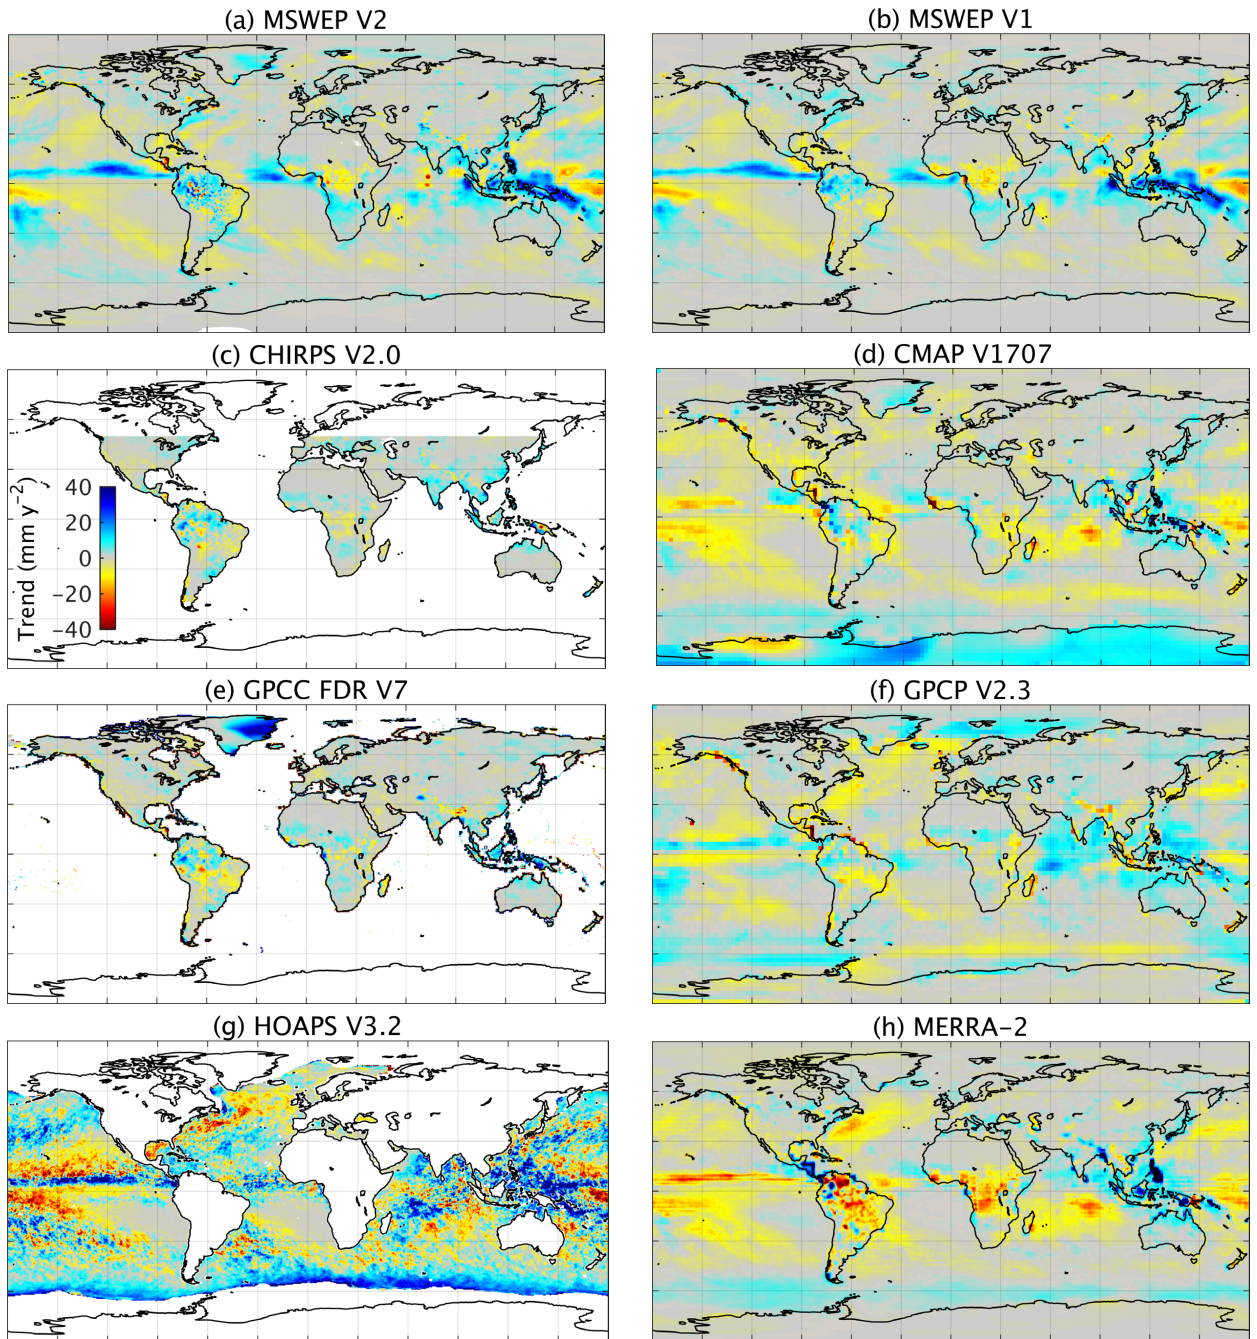 (a) MSWEP V2
(b) MSWEP V1
(c) CHIRPS V2.0
(d) CMAP V1707
Trend (mm y⁻²)
40
20
0
−20
−40
(e) GPCC FDR V7
(f) GPCP V2.3
(g) HOAPS V3.2
(h) MERRA−2